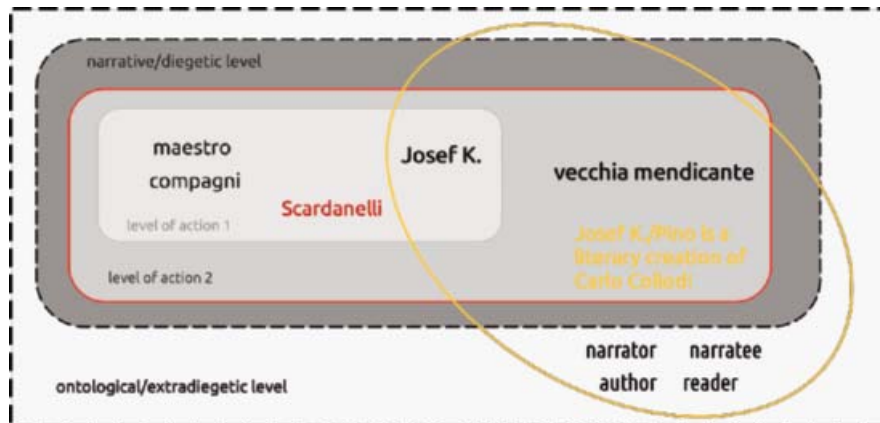 narrative/diegetic level
maestro
compagni
Josef K.
vecchia mendicante
Scardanelli
level of action 1
Josef K./Pino is a
literary creation of
Carlo Collodi
level of action 2
narrator narratee
author reader
ontological/extradiegetic level